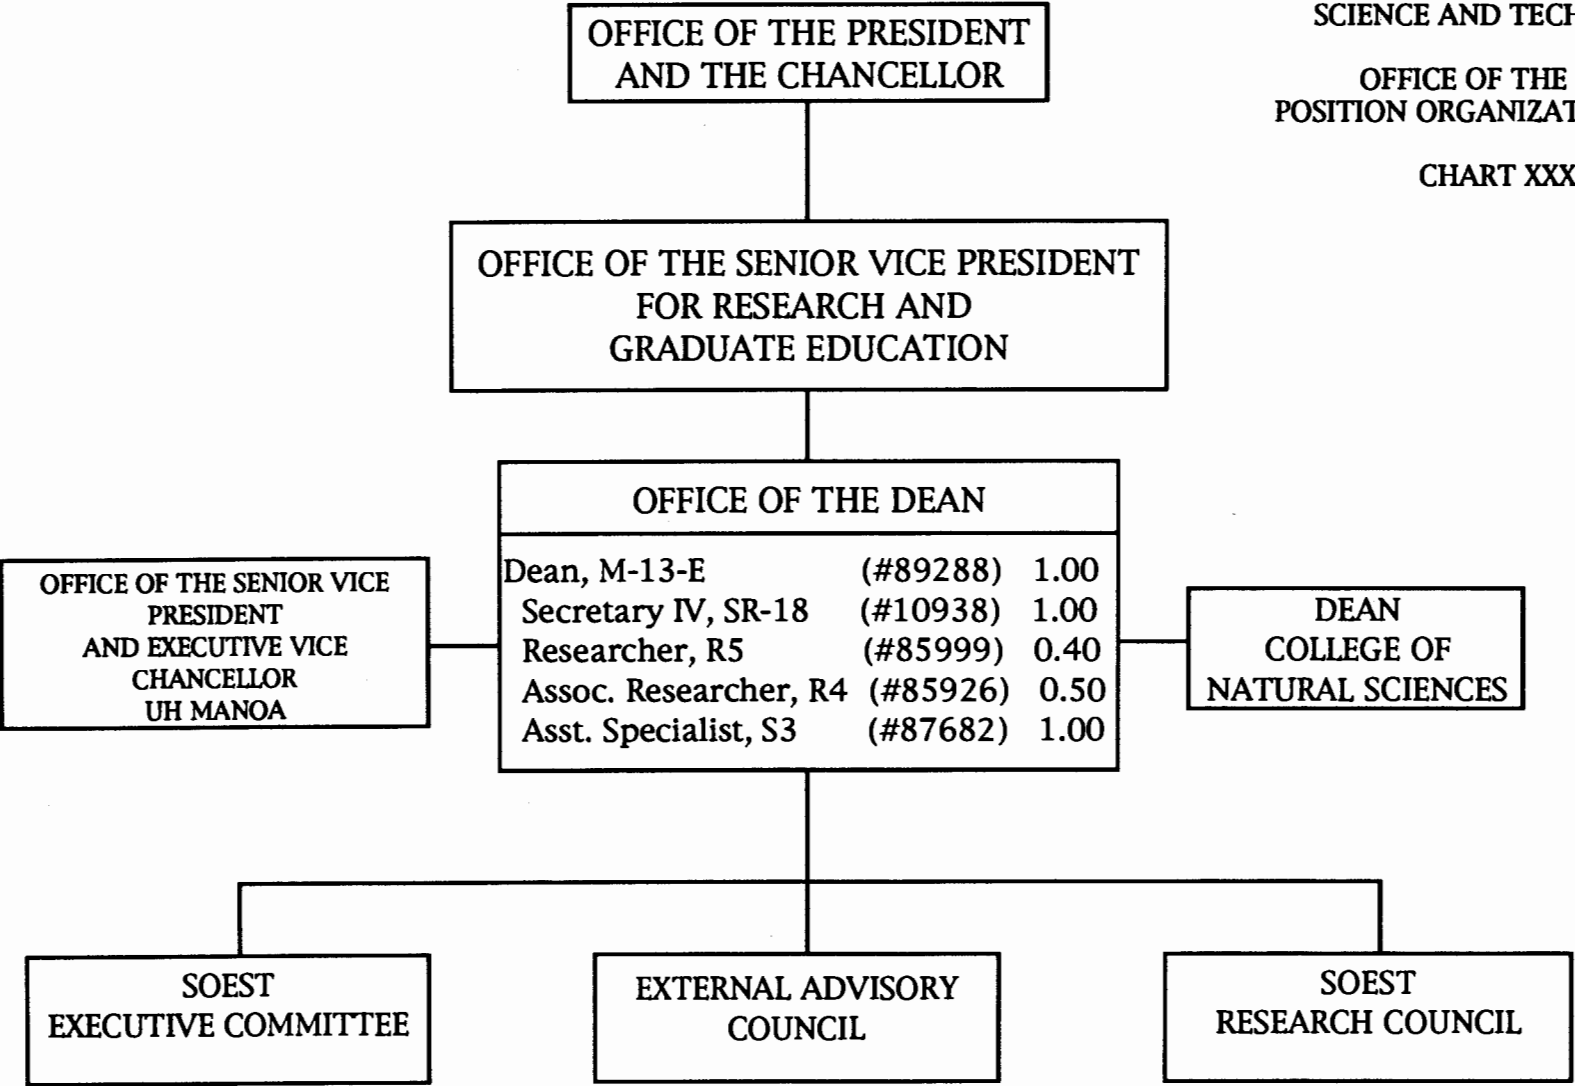 SCIENCE AND TECH
OFFICE OF THE
POSITION ORGANIZAT
CHART XXX
OFFICE OF THE PRESIDENT
AND THE CHANCELLOR
OFFICE OF THE SENIOR VICE PRESIDENT
FOR RESEARCH AND
GRADUATE EDUCATION
OFFICE OF THE DEAN
Dean, M-13-E (#89288) 1.00
Secretary IV, SR-18 (#10938) 1.00
Researcher, R5 (#85999) 0.40
Assoc. Researcher, R4 (#85926) 0.50
Asst. Specialist, S3 (#87682) 1.00
OFFICE OF THE SENIOR VICE
PRESIDENT
AND EXECUTIVE VICE
CHANCELLOR
UH MANOA
DEAN
COLLEGE OF
NATURAL SCIENCES
SOEST
EXECUTIVE COMMITTEE
EXTERNAL ADVISORY
COUNCIL
SOEST
RESEARCH COUNCIL